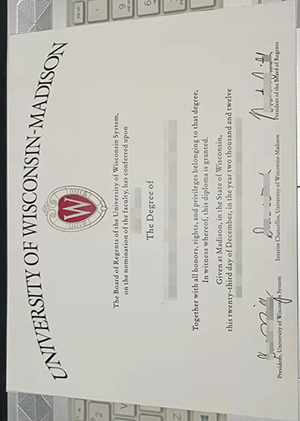 UNIVERSITY OF WISCONSIN-MADISON
W
The Board of Regents of the University of Wisconsin System,
on the nomination of the faculty, has conferred upon
The Degree of
Together with all honors, rights, and privileges belonging to that degree,
In witness whereof, this diploma is granted.
Given at Madison, in the State of Wisconsin,
this twenty-third day of December, in the year two thousand and twelve
President, University of Wisconsin System
Interim Chancellor, University of Wisconsin-Madison
President of the Board of Regents